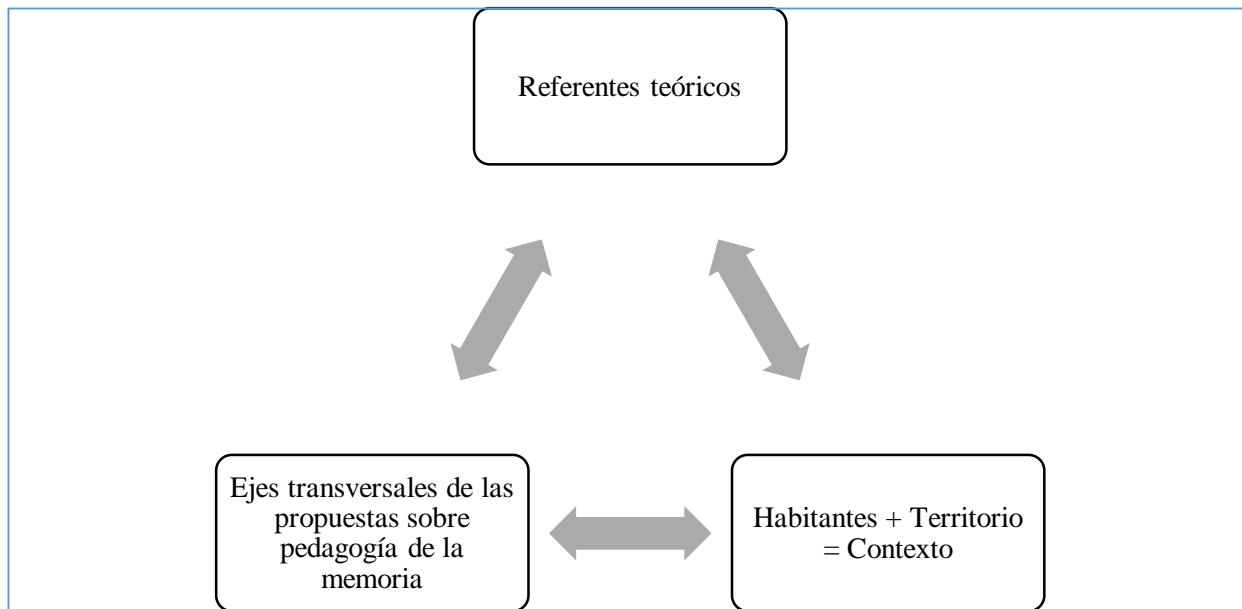 Referentes teóricos
Ejes transversales de las
propuestas sobre
pedagogía de la
memoria
Habitantes + Territorio
= Contexto